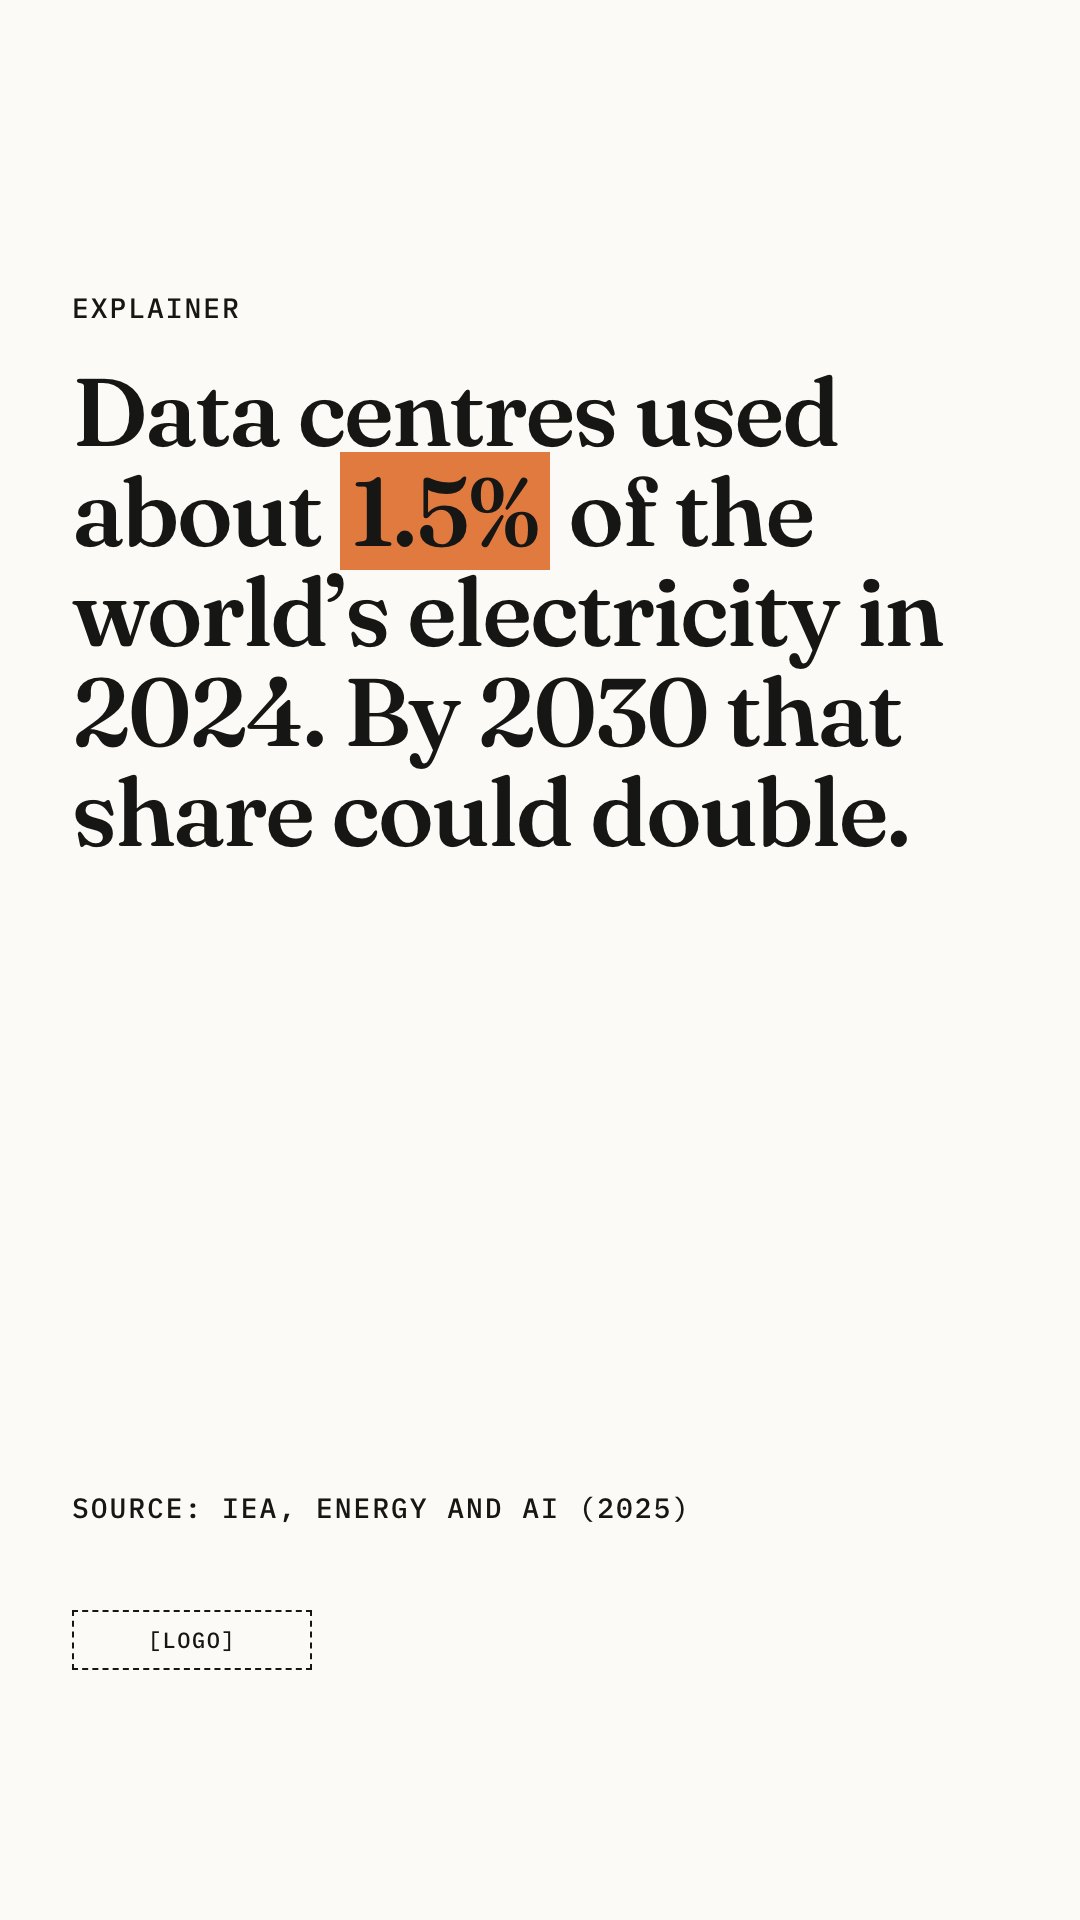 EXPLAINER
Data centres used
about 1.5% of the
world’s electricity in
2024. By 2030 that
share could double.
SOURCE: IEA, ENERGY AND AI (2025)
[LOGO]